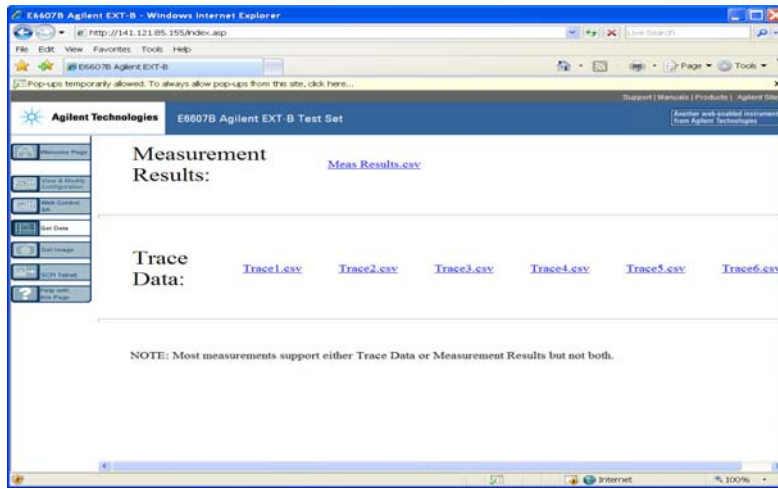 E6607B Agilent EXT-B - Windows Internet Explorer
http://141.121.85.155/index.asp
Live Search
File Edit View Favorites Tools Help
E6607B Agilent EXT-B
Page Tools
Pop-ups temporarily allowed. To always allow pop-ups from this site, click here...
Support | Manuals | Products | Agilent Site
Agilent Technologies
E6607B Agilent EXT-B Test Set
Another web-enabled instrument
from Agilent Technologies
Welcome Page
View & Modify
Configuration
Web Control
SA
Get Data
Get Image
SCPI Telnet
Help with
this Page
Measurement
Results:
Meas Results.csv
Trace
Data:
Trace1.csv Trace2.csv Trace3.csv Trace4.csv Trace5.csv Trace6.csv
NOTE: Most measurements support either Trace Data or Measurement Results but not both.
Internet
100%